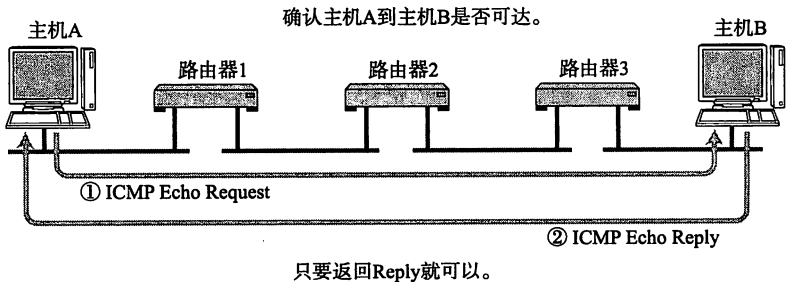 确认主机A到主机B是否可达。
主机A
主机B
路由器1
路由器2
路由器3
① ICMP Echo Request
② ICMP Echo Reply
只要返回Reply就可以。